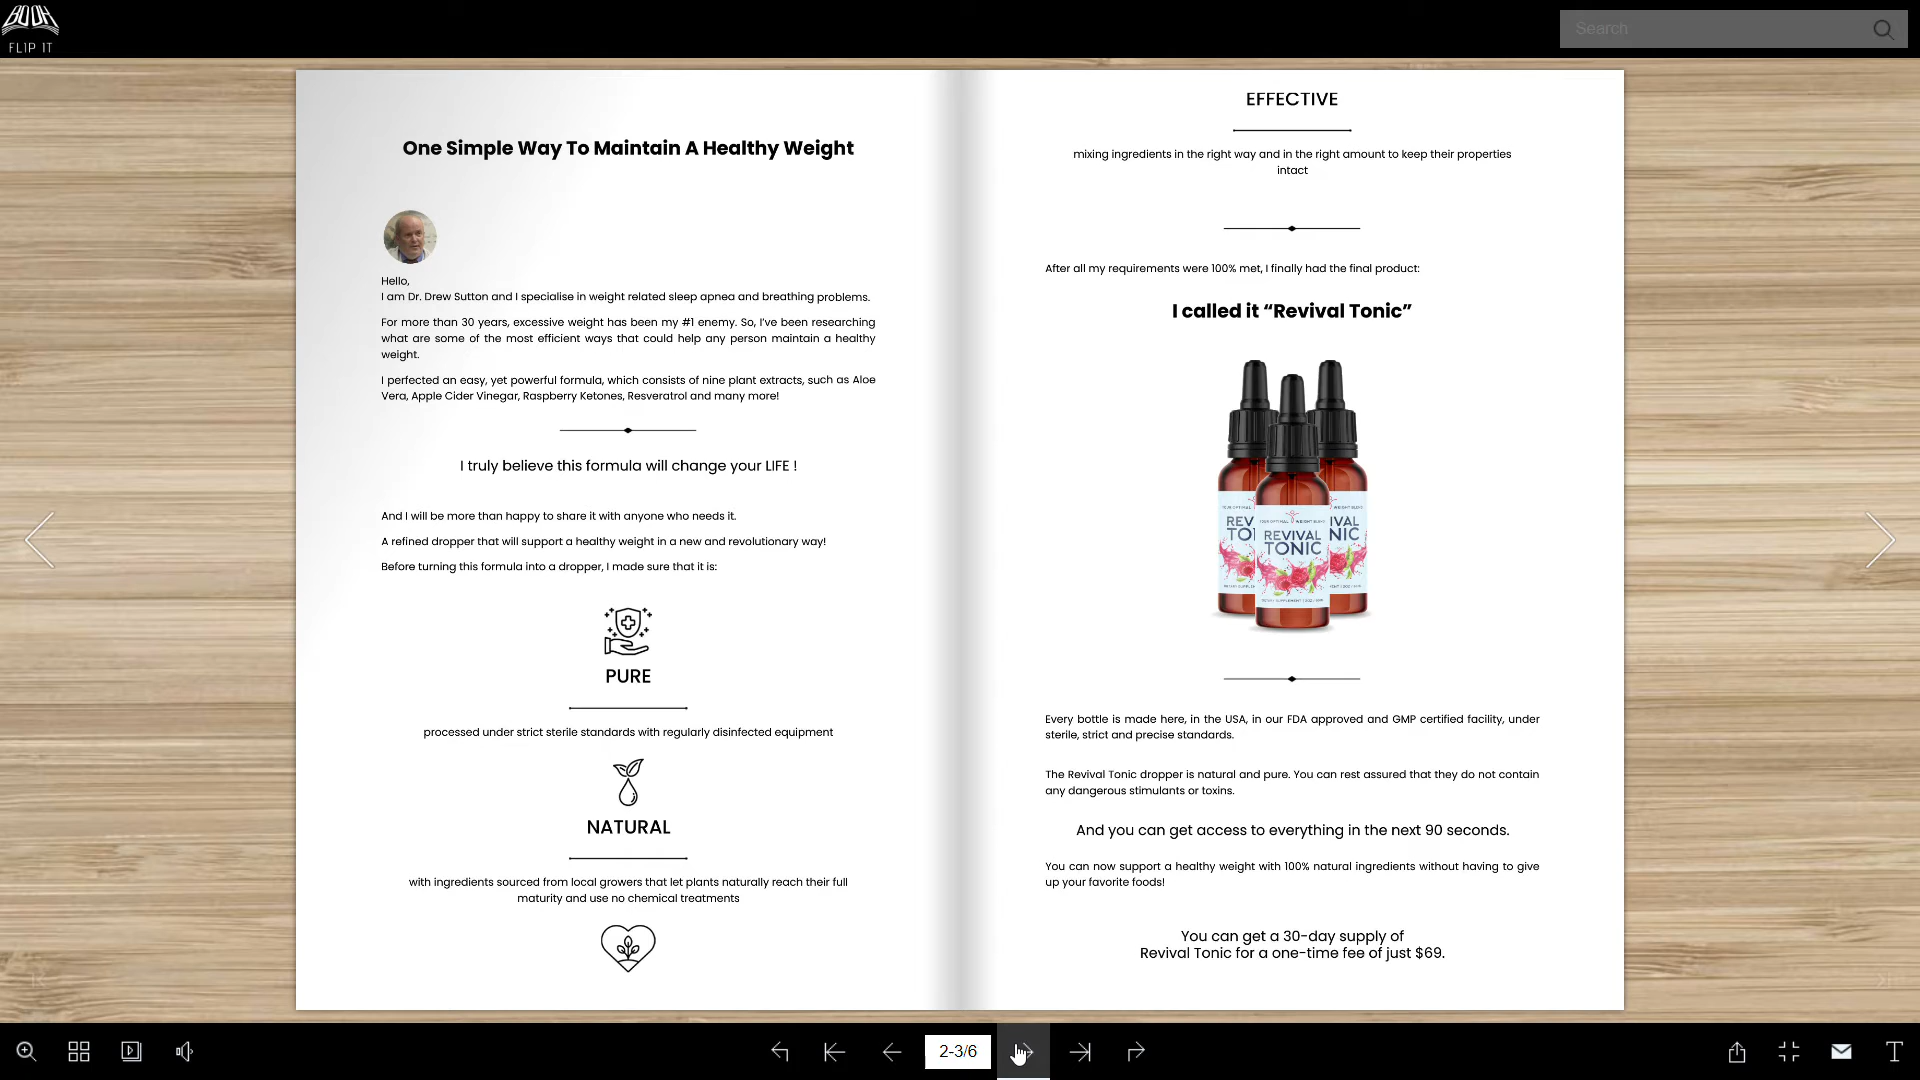 BOOK
FLIP IT
Search
One Simple Way To Maintain A Healthy Weight
Hello,
I am Dr. Drew Sutton and I specialise in weight related sleep apnea and breathing problems.
For more than 30 years, excessive weight has been my #1 enemy. So, I've been researching
what are some of the most efficient ways that could help any person maintain a healthy
weight.
I perfected an easy, yet powerful formula, which consists of nine plant extracts, such as Aloe
Vera, Apple Cider Vinegar, Raspberry Ketones, Resveratrol and many more!
I truly believe this formula will change your LIFE !
And I will be more than happy to share it with anyone who needs it.
A refined dropper that will support a healthy weight in a new and revolutionary way!
Before turning this formula into a dropper, I made sure that it is:
PURE
processed under strict sterile standards with regularly disinfected equipment
NATURAL
with ingredients sourced from local growers that let plants naturally reach their full
maturity and use no chemical treatments
EFFECTIVE
mixing ingredients in the right way and in the right amount to keep their properties
intact
After all my requirements were 100% met, I finally had the final product:
I called it “Revival Tonic”
YOUR OPTIMAL WEIGHT BLEND
REVIVAL
TONIC
DIETARY SUPPLEMENT
Every bottle is made here, in the USA, in our FDA approved and GMP certified facility, under
sterile, strict and precise standards.
The Revival Tonic dropper is natural and pure. You can rest assured that they do not contain
any dangerous stimulants or toxins.
And you can get access to everything in the next 90 seconds.
You can now support a healthy weight with 100% natural ingredients without having to give
up your favorite foods!
You can get a 30-day supply of
Revival Tonic for a one-time fee of just $69.
2-3/6